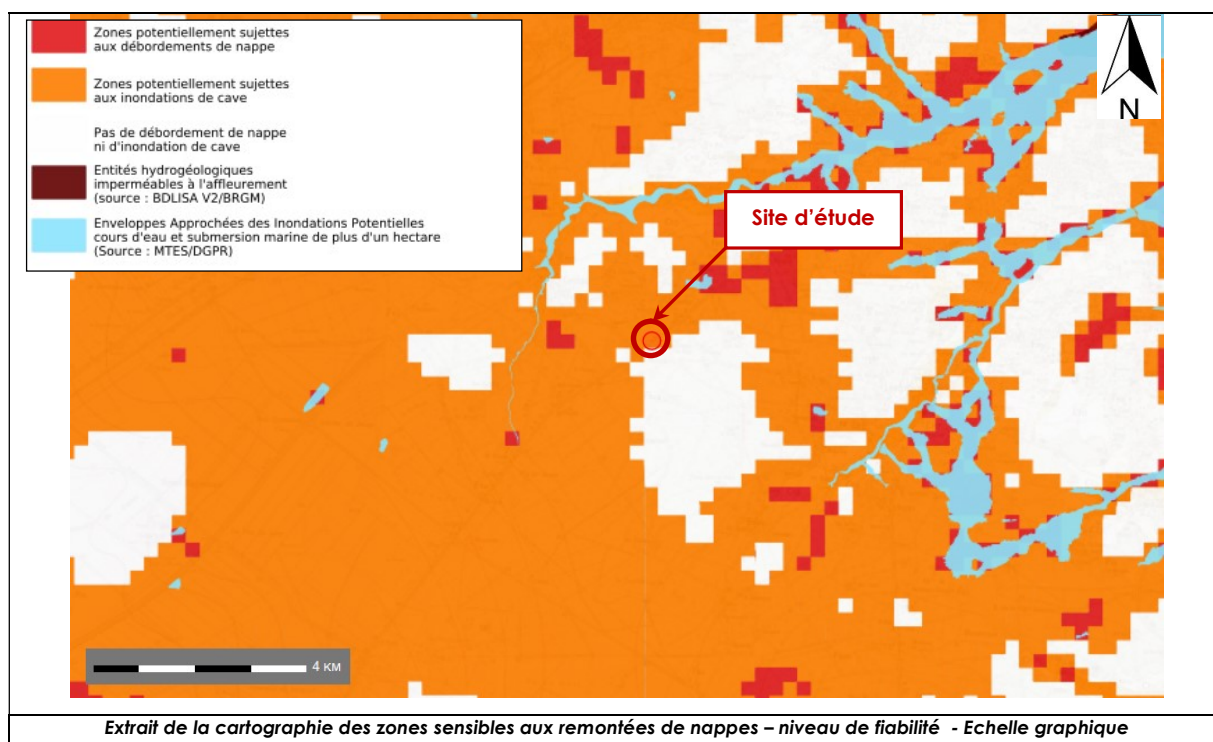 Zones potentiellement sujettes
aux débordements de nappe
Zones potentiellement sujettes
aux inondations de cave
Pas de débordement de nappe
ni d'inondation de cave
Entités hydrogéologiques
imperméables à l'affleurement
(source : BDLISA V2/BRGM)
Enveloppes Approchées des Inondations Potentielles
cours d'eau et submersion marine de plus d'un hectare
(Source : MTES/DGPR)
N
Site d'étude
4 KM
Extrait de la cartographie des zones sensibles aux remontées de nappes – niveau de fiabilité - Echelle graphique